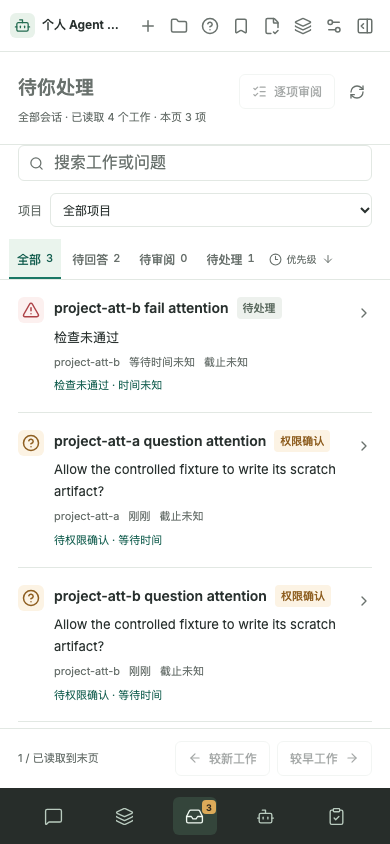 个人 Agent ...
待你处理
逐项审阅
全部会话 · 已读取 4 个工作 · 本页 3 项
搜索工作或问题
项目 全部项目
全部 3 待回答 2 待审阅 0 待处理 1 优先级
project-att-b fail attention 待处理
检查未通过
project-att-b 等待时间未知 截止未知
检查未通过 · 时间未知
project-att-a question attention 权限确认
Allow the controlled fixture to write its scratch
artifact?
project-att-a 刚刚 截止未知
待权限确认 · 等待时间
project-att-b question attention 权限确认
Allow the controlled fixture to write its scratch
artifact?
project-att-b 刚刚 截止未知
待权限确认 · 等待时间
1 / 已读取到末页 较新工作 较早工作
3